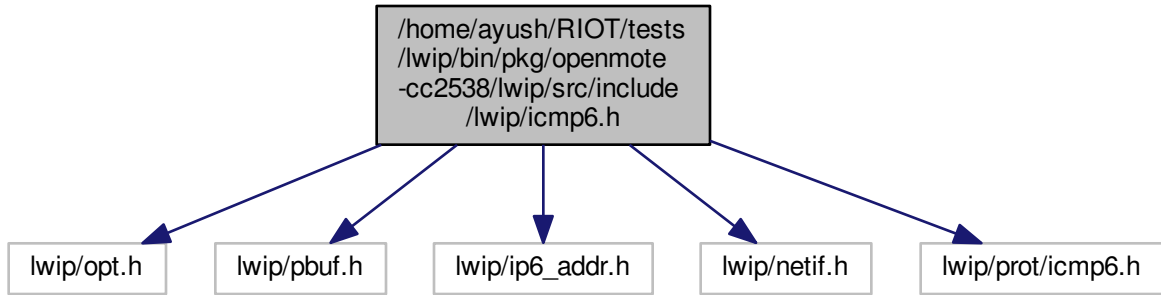 /home/ayush/RIOT/tests
/lwip/bin/pkg/openmote
-cc2538/lwip/src/include
/lwip/icmp6.h
lwip/opt.h
lwip/pbuf.h
lwip/ip6_addr.h
lwip/netif.h
lwip/prot/icmp6.h